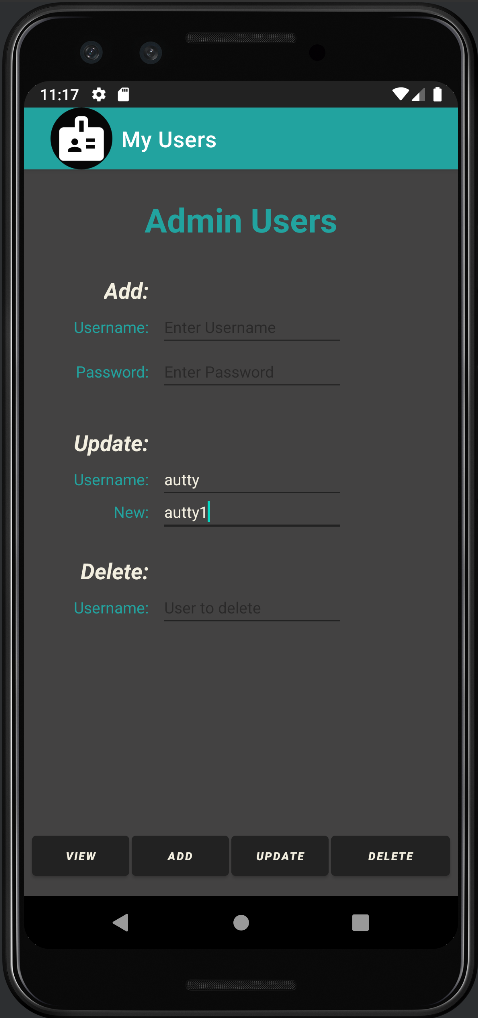 11:17
My Users
Admin Users
Add:
Username: Enter Username
Password: Enter Password
Update:
Username: autty
New: autty1
Delete:
Username: User to delete
VIEW ADD UPDATE DELETE